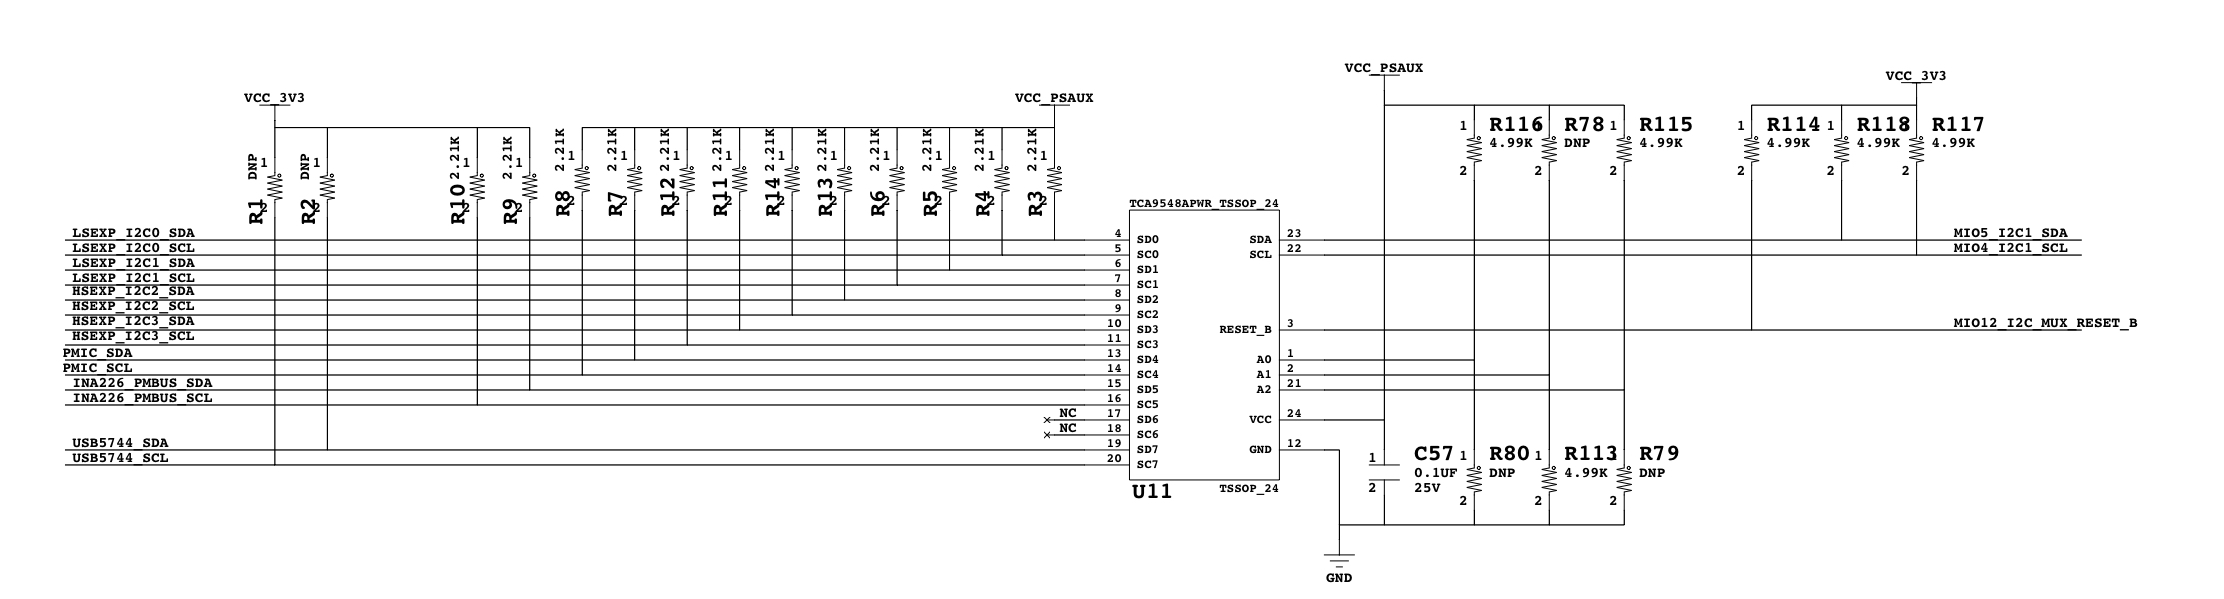 VCC_PSAUX
VCC_3V3
VCC_3V3
VCC_PSAUX
DNP 1 2 R1
DNP 1 2 R2
2.21K 1 2 R10
2.21K 1 2 R9
2.21K 1 2 R8
2.21K 1 2 R7
2.21K 1 2 R12
2.21K 1 2 R11
2.21K 1 2 R14
2.21K 1 2 R13
2.21K 1 2 R6
2.21K 1 2 R5
2.21K 1 2 R4
2.21K 1 2 R3
1 R116
4.99K
2
1 R78
DNP
2
1 R115
4.99K
2
1 R114
4.99K
2
1 R118
4.99K
2
1 R117
4.99K
2
LSEXP_I2C0_SDA
LSEXP_I2C0_SCL
LSEXP_I2C1_SDA
LSEXP_I2C1_SCL
HSEXP_I2C2_SDA
HSEXP_I2C2_SCL
HSEXP_I2C3_SDA
HSEXP_I2C3_SCL
PMIC_SDA
PMIC_SCL
INA226_PMBUS_SDA
INA226_PMBUS_SCL
NC
NC
USB5744_SDA
USB5744_SCL
TCA9548APWR_TSSOP_24
4 SD0
5 SC0
6 SD1
7 SC1
8 SD2
9 SC2
10 SD3
11 SC3
13 SD4
14 SC4
15 SD5
16 SC5
17 SD6
18 SC6
19 SD7
20 SC7
SDA 23
SCL 22
RESET_B 3
A0 1
A1 2
A2 21
VCC 24
GND 12
U11
TSSOP_24
MIO5_I2C1_SDA
MIO4_I2C1_SCL
MIO12_I2C_MUX_RESET_B
1 C57
0.1UF
2 25V
1 R80
DNP
2
1 R113
4.99K
2
1 R79
DNP
2
GND